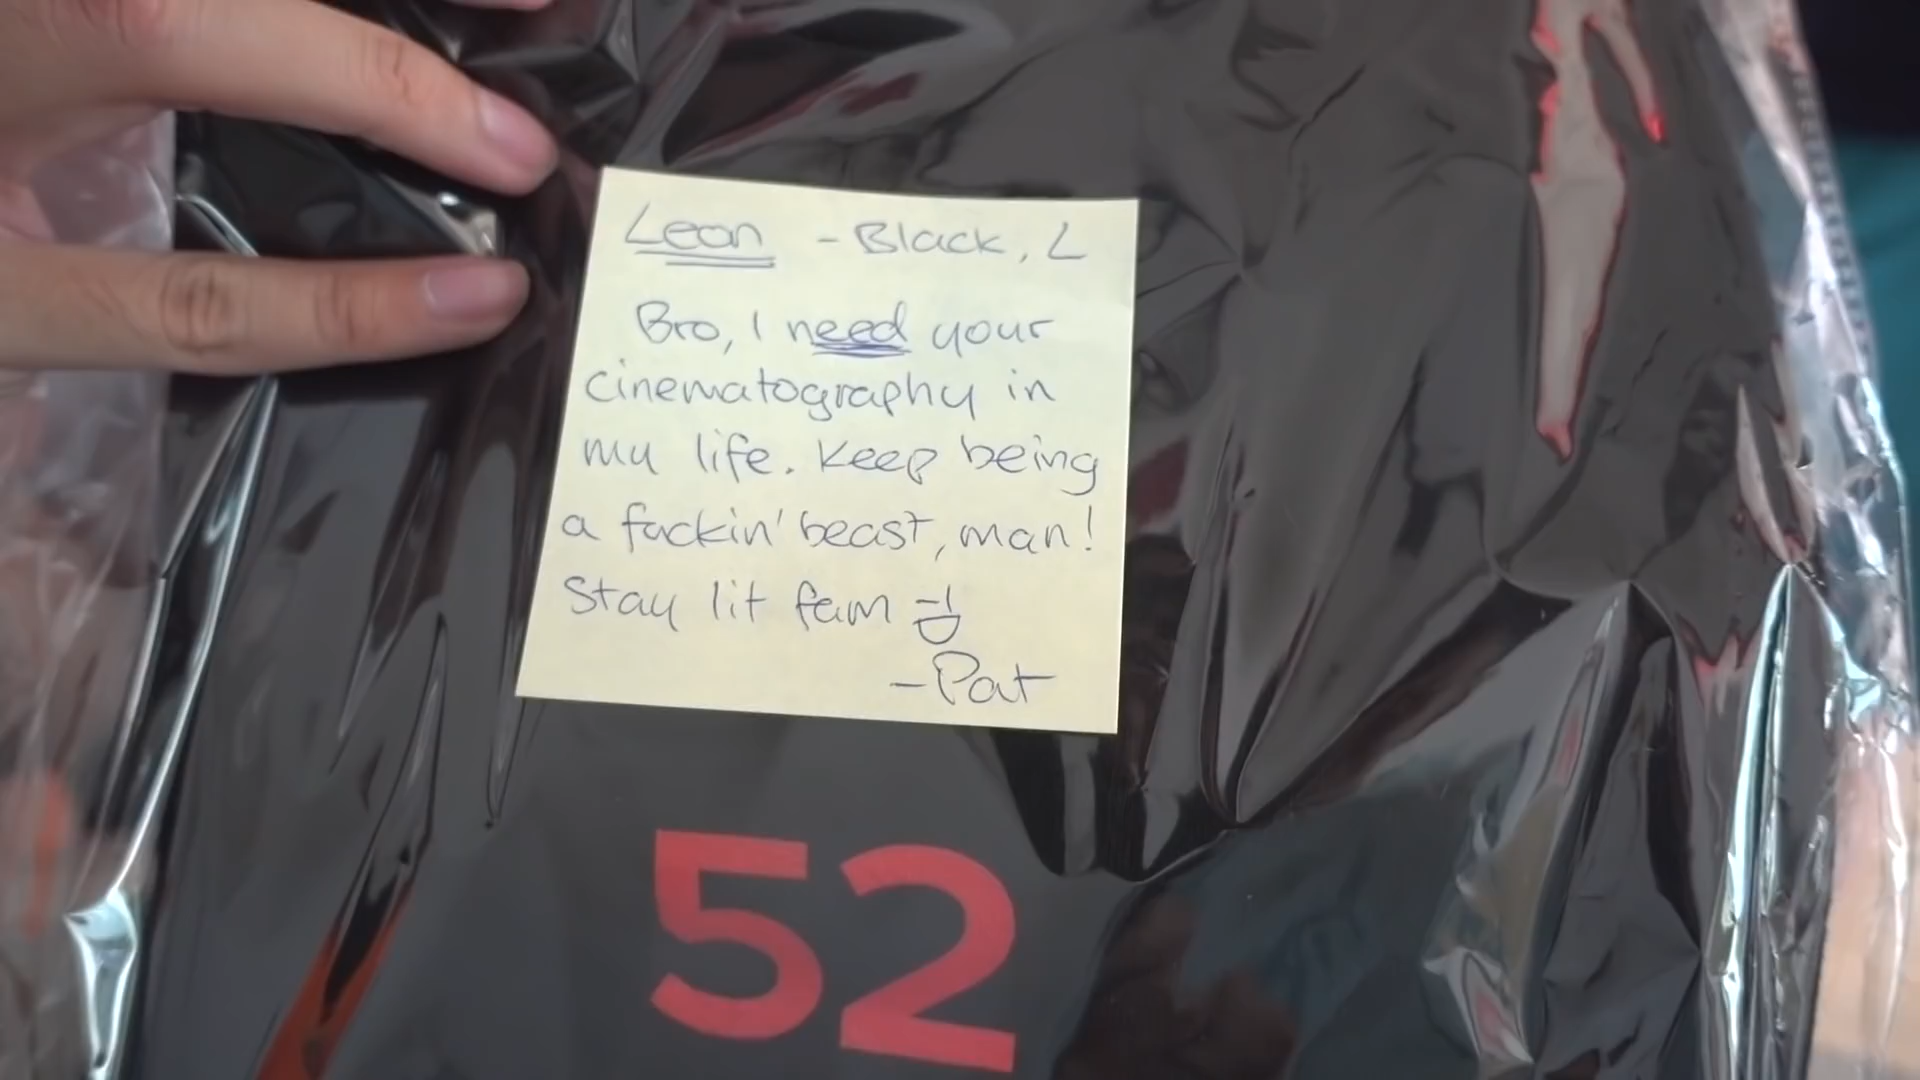 Leon - Black, L
Bro, I need your
cinematography in
my life. Keep being
a fuckin' beast, man!
Stay lit fam =D
-Pat
52